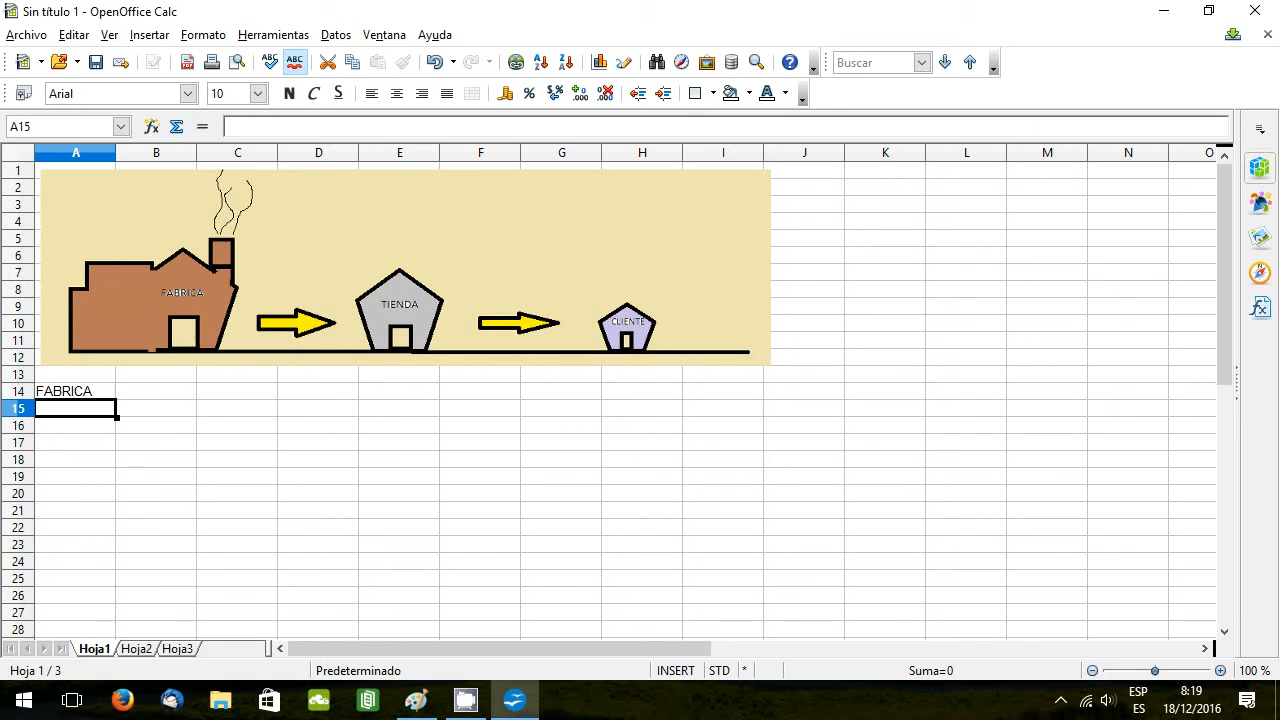 Sin título 1 - OpenOffice Calc
Archivo Editar Ver Insertar Formato Herramientas Datos Ventana Ayuda
ABC ABC Buscar
Arial 10 N C S %
A15
A B C D E F G H I J K L M N O
1
2
3
4
5
6
7
8
9
10
11
12
13
14
15
16
17
18
19
20
21
22
23
24
25
26
27
28
FABRICA
TIENDA
CLIENTE
FABRICA
Hoja1 Hoja2 Hoja3
Hoja 1 / 3 Predeterminado INSERT STD * Suma=0 100 %
ESP 8:19
ES 18/12/2016